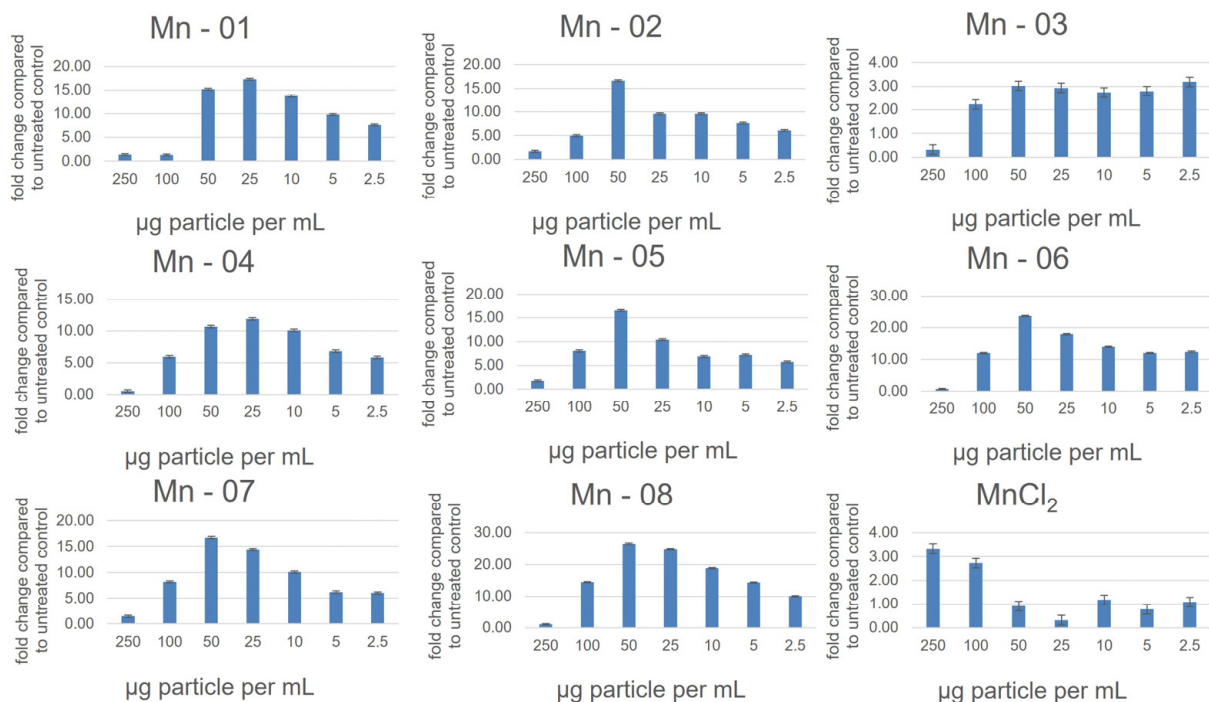 Mn - 01
fold change compared
to untreated control
20.00
15.00
10.00
5.00
0.00
250 100 50 25 10 5 2.5
µg particle per mL
Mn - 02
fold change compared
to untreated control
20.00
15.00
10.00
5.00
0.00
250 100 50 25 10 5 2.5
µg particle per mL
Mn - 03
fold change compared
to untreated control
4.00
3.00
2.00
1.00
0.00
250 100 50 25 10 5 2.5
µg particle per mL
Mn - 04
fold change compared
to untreated control
15.00
10.00
5.00
0.00
250 100 50 25 10 5 2.5
µg particle per mL
Mn - 05
fold change compared
to untreated control
20.00
15.00
10.00
5.00
0.00
250 100 50 25 10 5 2.5
µg particle per mL
Mn - 06
fold change compared
to untreated control
30.00
20.00
10.00
0.00
250 100 50 25 10 5 2.5
µg particle per mL
Mn - 07
fold change compared
to untreated control
20.00
15.00
10.00
5.00
0.00
250 100 50 25 10 5 2.5
µg particle per mL
Mn - 08
fold change compared
to untreated control
30.00
20.00
10.00
0.00
250 100 50 25 10 5 2.5
µg particle per mL
MnCl₂
fold change compared
to untreated control
4.00
3.00
2.00
1.00
0.00
250 100 50 25 10 5 2.5
µg particle per mL